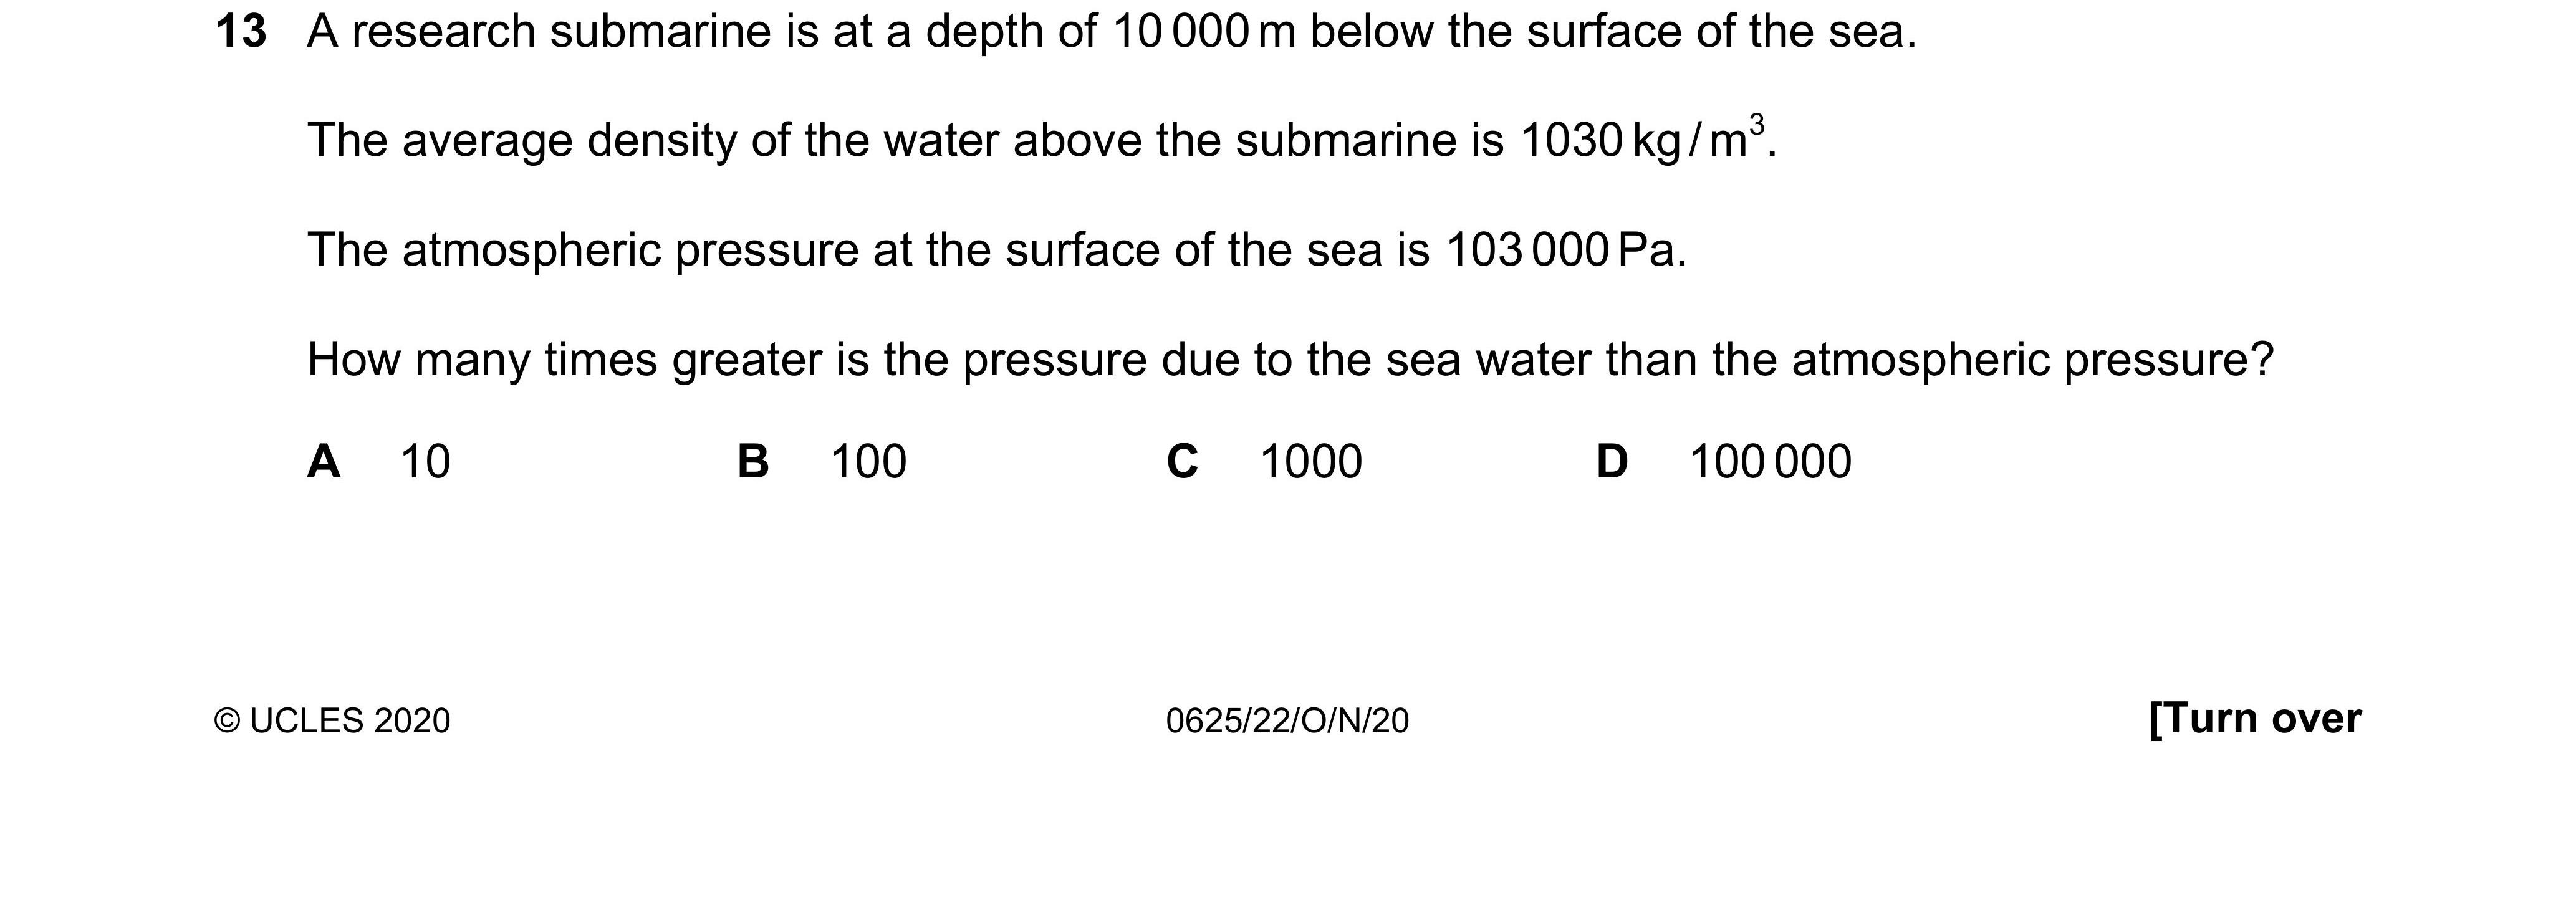 13 A research submarine is at a depth of 10 000 m below the surface of the sea.
The average density of the water above the submarine is 1030 kg / m³.
The atmospheric pressure at the surface of the sea is 103 000 Pa.
How many times greater is the pressure due to the sea water than the atmospheric pressure?
A 10 B 100 C 1000 D 100 000
© UCLES 2020 0625/22/O/N/20 [Turn over